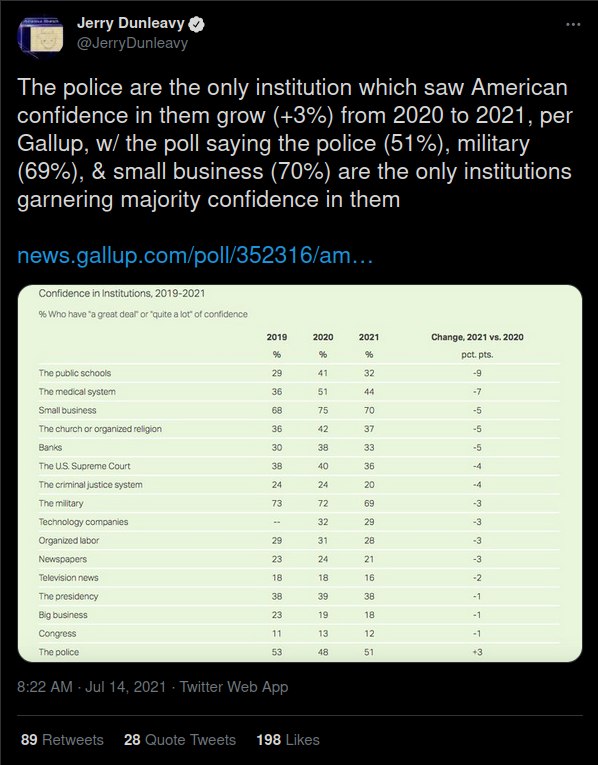 Jerry Dunleavy
@JerryDunleavy
The police are the only institution which saw American
confidence in them grow (+3%) from 2020 to 2021, per
Gallup, w/ the poll saying the police (51%), military
(69%), & small business (70%) are the only institutions
garnering majority confidence in them
news.gallup.com/poll/352316/am…
Confidence in Institutions, 2019-2021
% Who have "a great deal" or "quite a lot" of confidence
2019 2020 2021 Change, 2021 vs. 2020
% % % pct. pts.
The public schools 29 41 32 -9
The medical system 36 51 44 -7
Small business 68 75 70 -5
The church or organized religion 36 42 37 -5
Banks 30 38 33 -5
The U.S. Supreme Court 38 40 36 -4
The criminal justice system 24 24 20 -4
The military 73 72 69 -3
Technology companies -- 32 29 -3
Organized labor 29 31 28 -3
Newspapers 23 24 21 -3
Television news 18 18 16 -2
The presidency 38 39 38 -1
Big business 23 19 18 -1
Congress 11 13 12 -1
The police 53 48 51 +3
8:22 AM · Jul 14, 2021 · Twitter Web App
89 Retweets 28 Quote Tweets 198 Likes